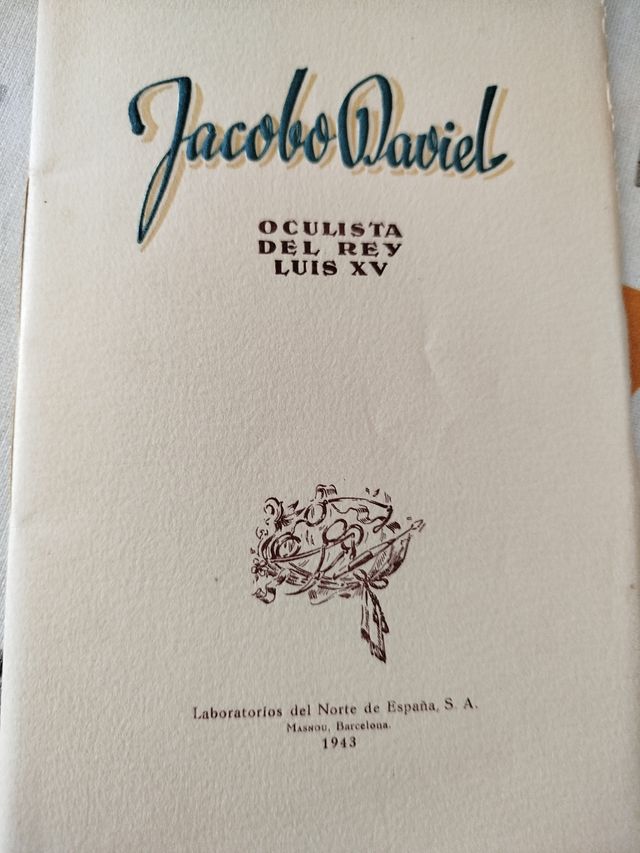 Jacobo Daviel
OCULISTA
DEL REY
LUIS XV
Laboratorios del Norte de España, S. A.
MASNOU, Barcelona.
1943